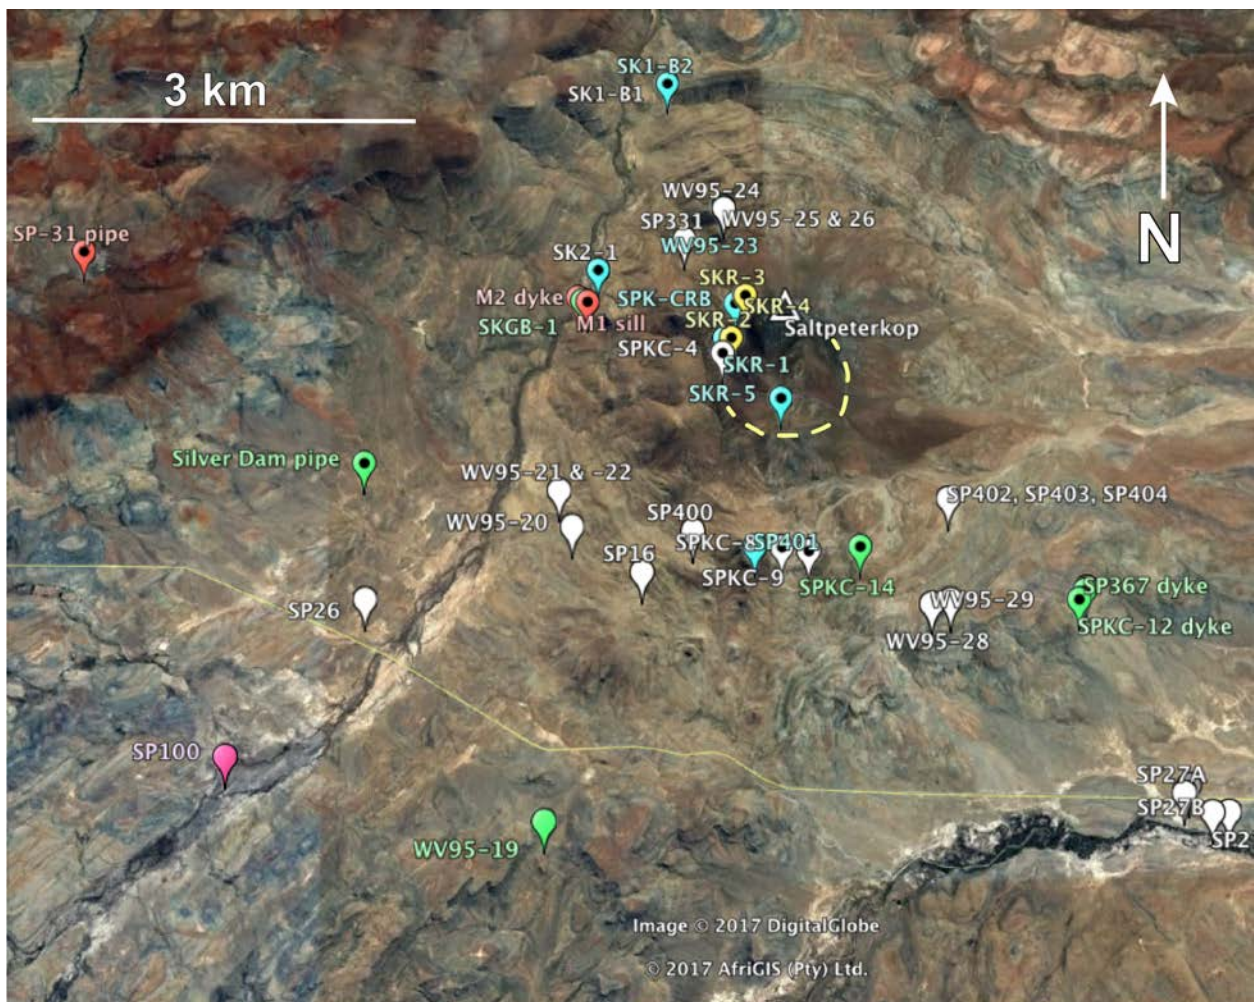 SK1-B2
3 km
SK1-B1
N
WV95-24
SP331
WV95-25 & 26
SP-31 pipe
WV95-23
SK2-1
SKR-3
M2 dyke
SPK-CRB
SKR-4
SKGB-1
M1 sill
SKR-2
Saltpeterkop
SPKC-4
SKR-1
SKR-5
Silver Dam pipe
WV95-21 & -22
SP402, SP403, SP404
WV95-20
SP400
SPKC-8
SP401
SP16
SPKC-9
SPKC-14
SP367 dyke
SP26
WV95-29
SPKC-12 dyke
WV95-28
SP100
SP27A
SP27B
SP2
WV95-19
Image © 2017 DigitalGlobe
© 2017 AfriGIS (Pty) Ltd.